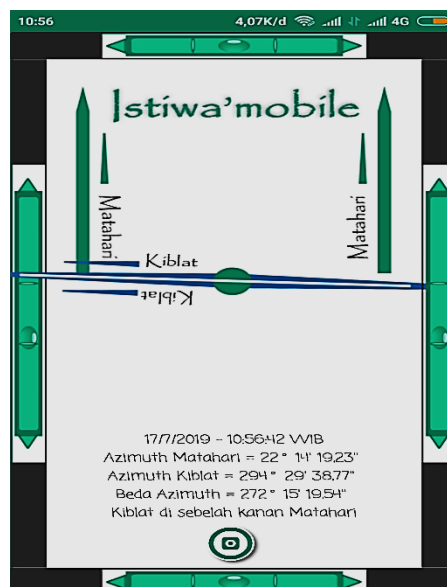 10:56 4,07K/d 4G
Istiwa'mobile
Matahari
Matahari
Kiblat
Kiblat
17/7/2019 - 10:56:42 WIB
Azimuth Matahari = 22° 14' 19,23"
Azimuth Kiblat = 294° 29' 38,77"
Beda Azimuth = 272° 15' 19,54"
Kiblat di sebelah kanan Matahari